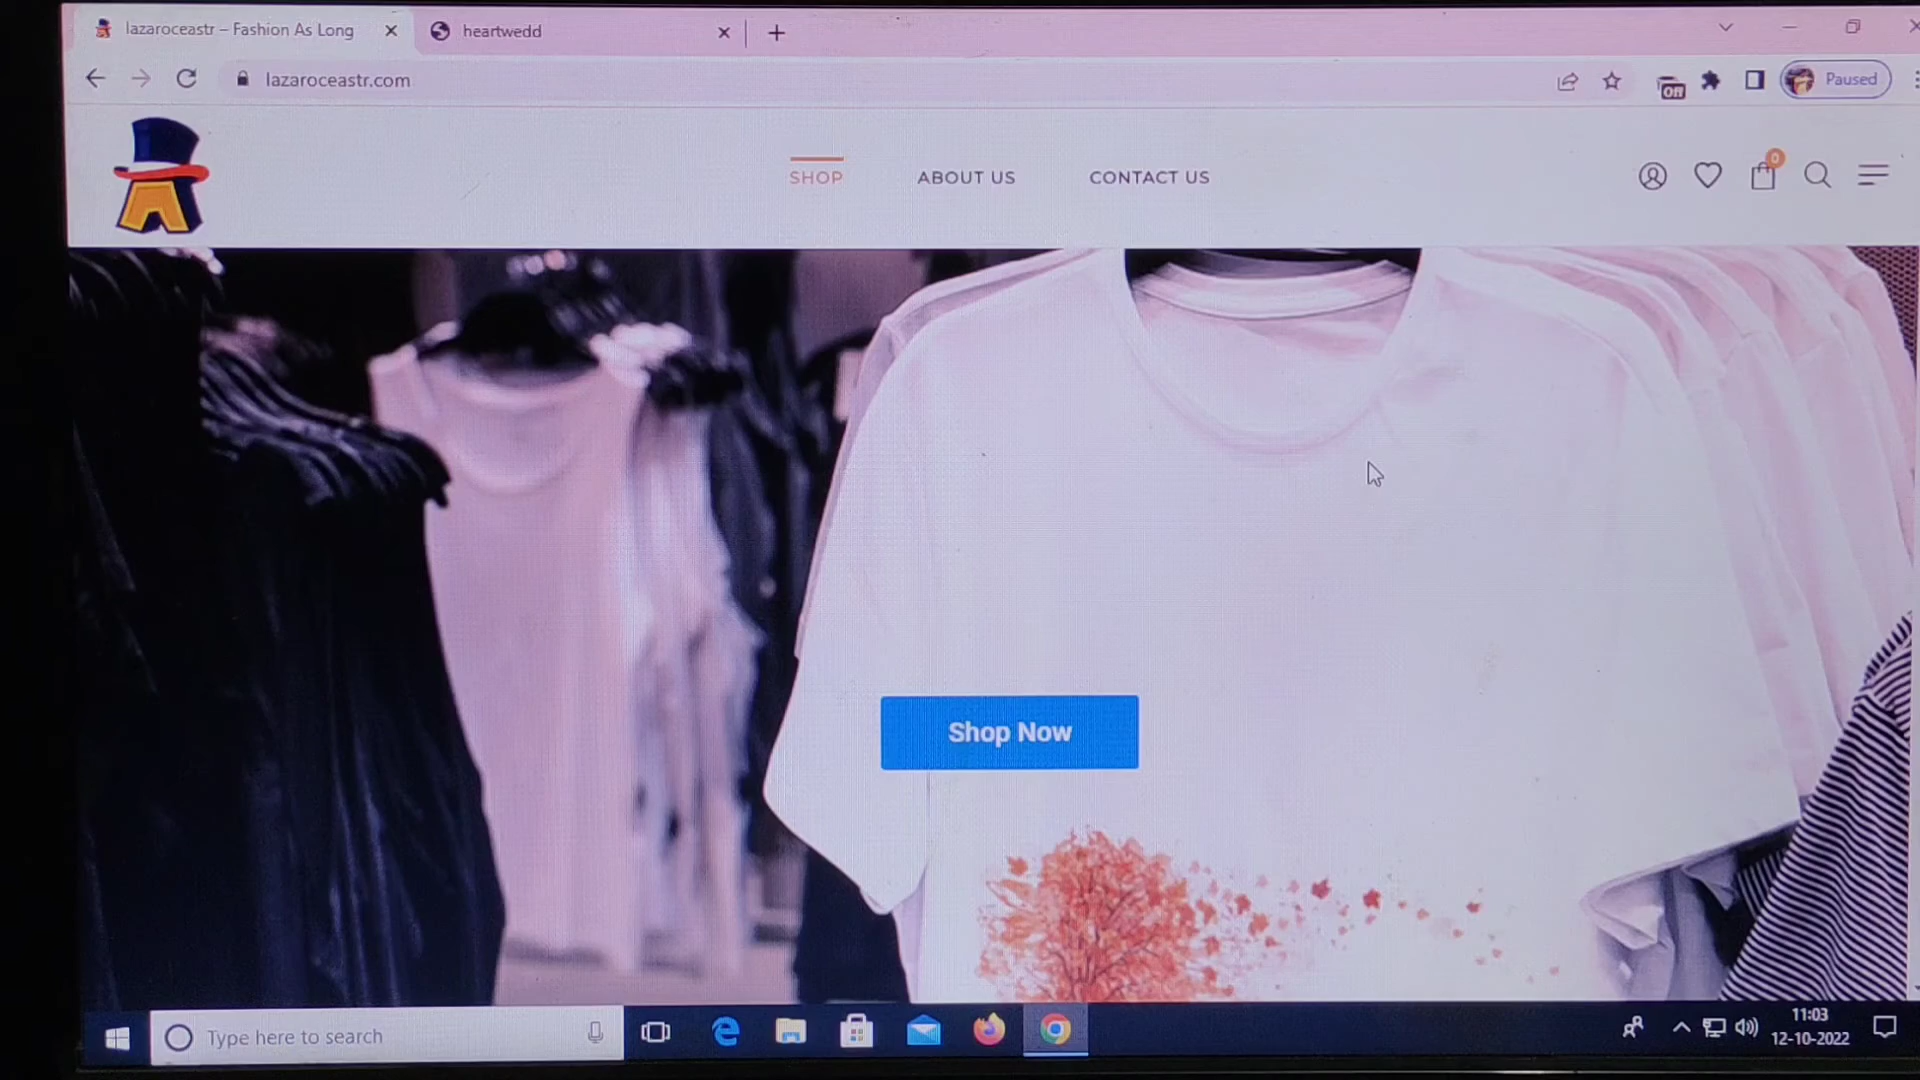 lazaroceastr – Fashion As Long
heartwedd
lazaroceastr.com
Off
Paused
SHOP
ABOUT US
CONTACT US
0
Shop Now
Type here to search
11:03
12-10-2022